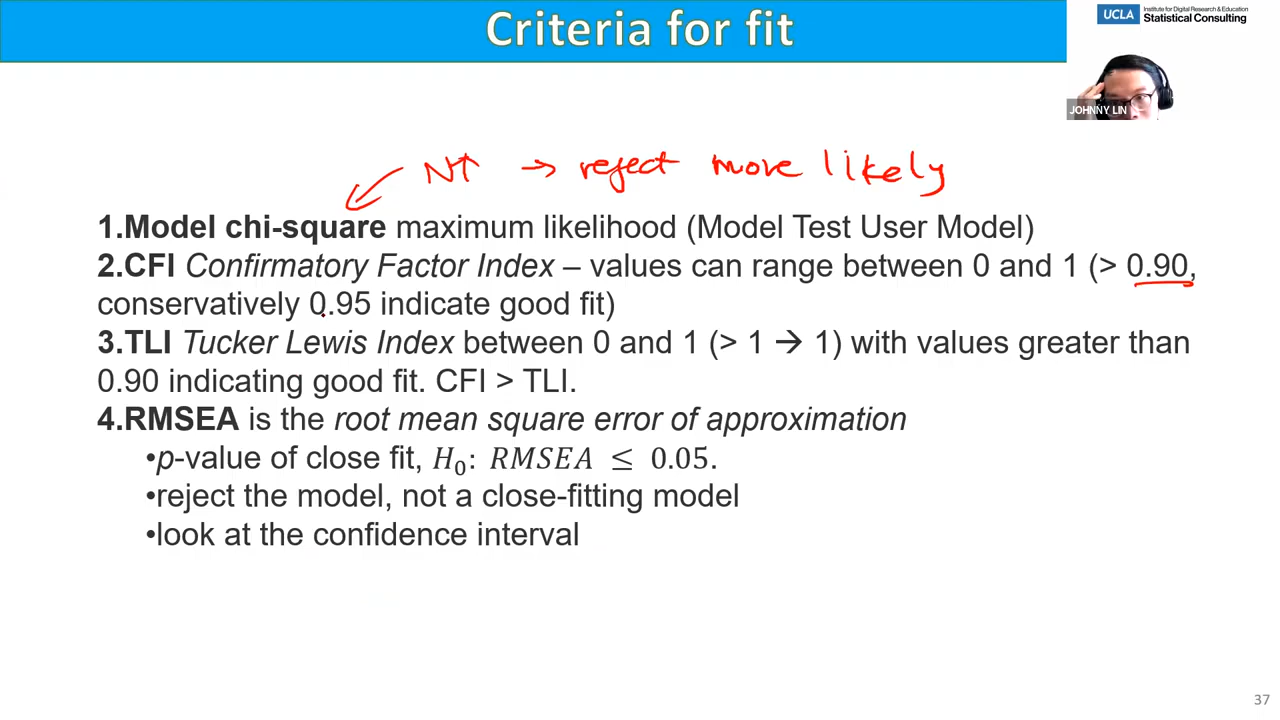 Criteria for fit
UCLA
Institute for Digital Research & Education
Statistical Consulting
JOHNNY LIN
N↑ → reject more likely
1.Model chi-square maximum likelihood (Model Test User Model)
2.CFI Confirmatory Factor Index – values can range between 0 and 1 (> 0.90,
conservatively 0.95 indicate good fit)
3.TLI Tucker Lewis Index between 0 and 1 (> 1 → 1) with values greater than
0.90 indicating good fit. CFI > TLI.
4.RMSEA is the root mean square error of approximation
•p-value of close fit, H₀: RMSEA ≤ 0.05.
•reject the model, not a close-fitting model
•look at the confidence interval
37